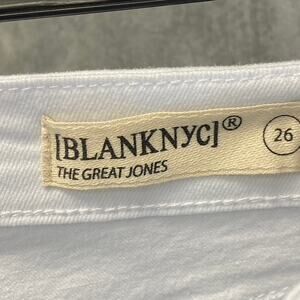 [BLANKNYC]®
THE GREAT JONES
26